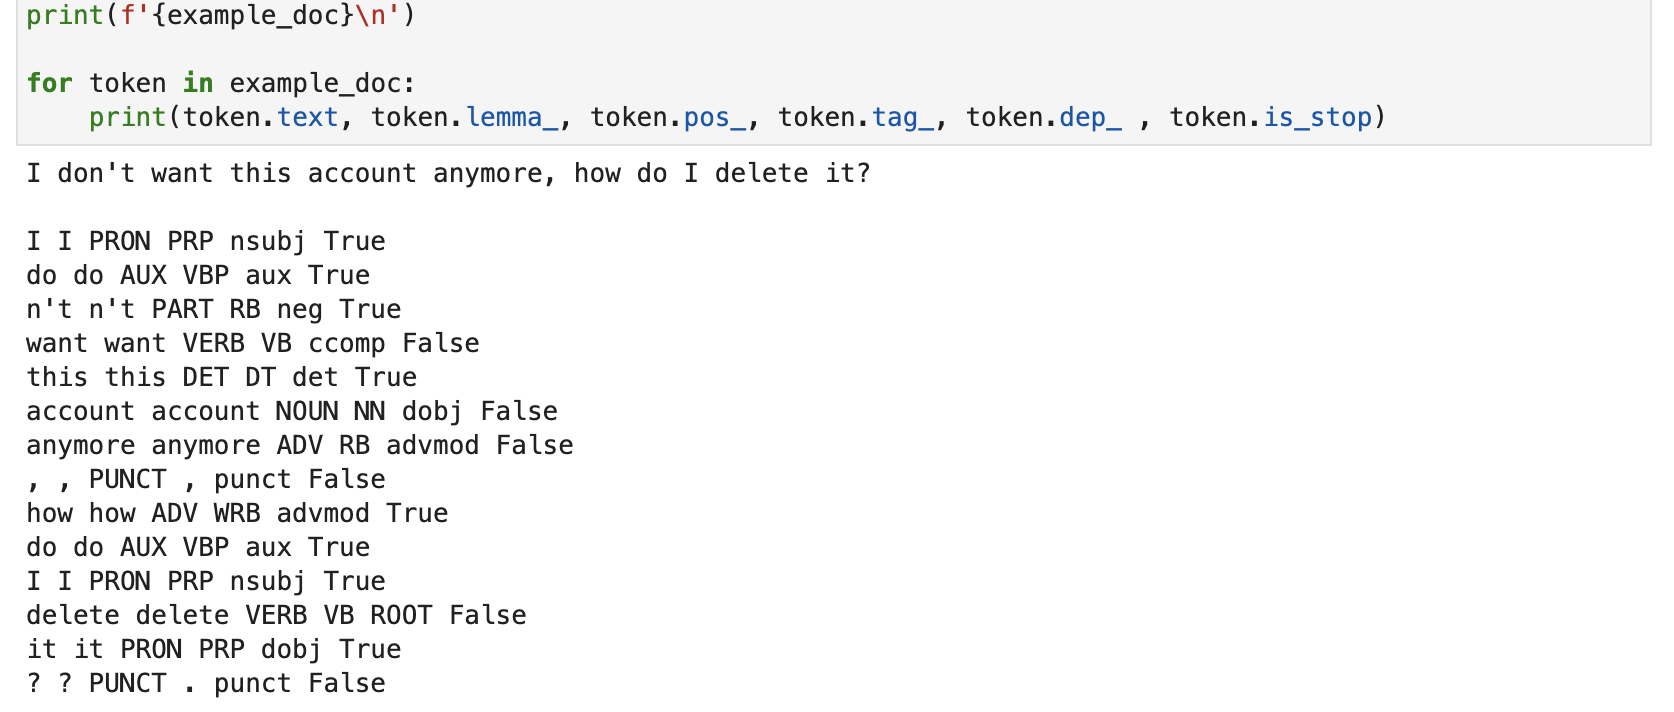 print(f'{example_doc}\n')
for token in example_doc:
    print(token.text, token.lemma_, token.pos_, token.tag_, token.dep_ , token.is_stop)
I don't want this account anymore, how do I delete it?
I I PRON PRP nsubj True
do do AUX VBP aux True
n't n't PART RB neg True
want want VERB VB ccomp False
this this DET DT det True
account account NOUN NN dobj False
anymore anymore ADV RB advmod False
, , PUNCT , punct False
how how ADV WRB advmod True
do do AUX VBP aux True
I I PRON PRP nsubj True
delete delete VERB VB ROOT False
it it PRON PRP dobj True
? ? PUNCT . punct False